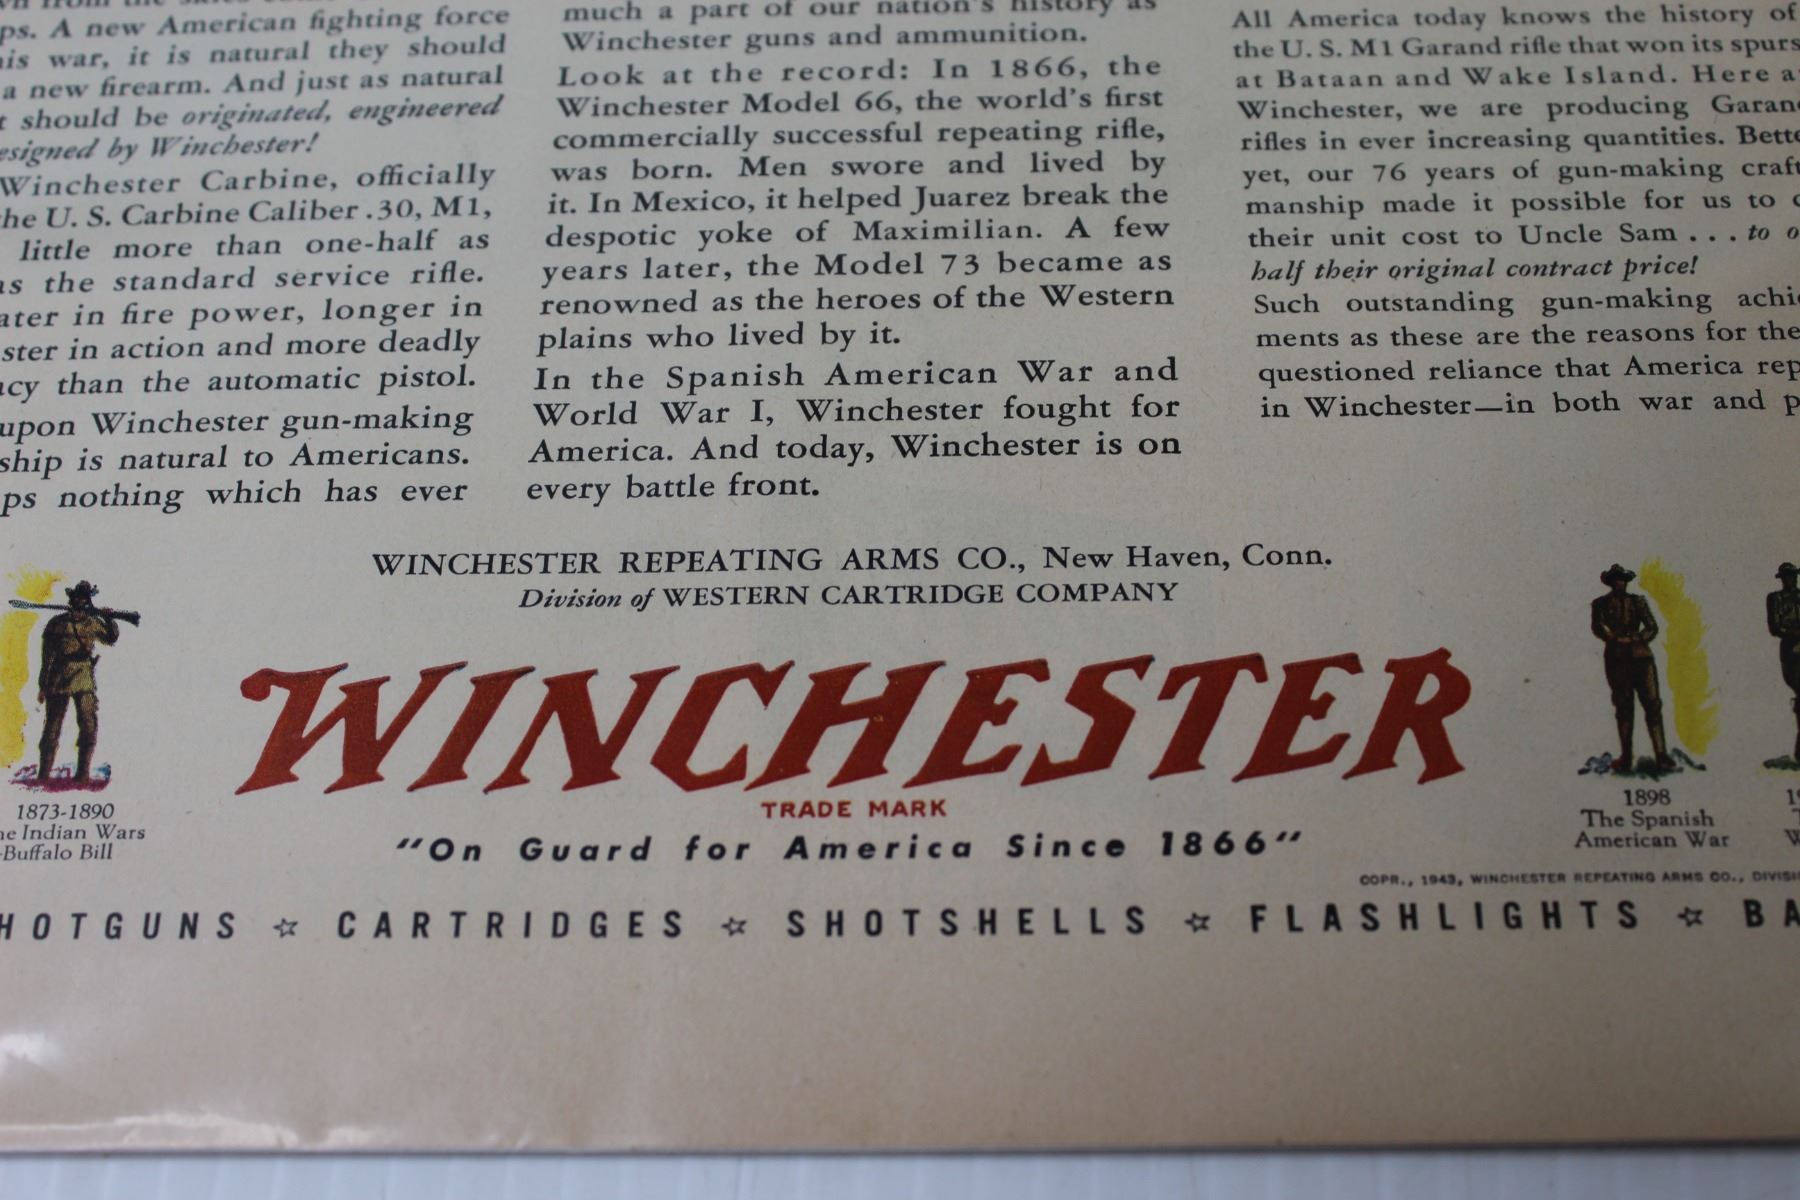 from the skies
ps. A new American fighting force
is war, it is natural they should
a new firearm. And just as natural
t should be originated, engineered
esigned by Winchester!
Winchester Carbine, officially
he U. S. Carbine Caliber .30, M1,
little more than one-half as
as the standard service rifle.
ater in fire power, longer in
ster in action and more deadly
acy than the automatic pistol.
upon Winchester gun-making
ship is natural to Americans.
ps nothing which has ever
much a part of our nation's history as
Winchester guns and ammunition.
Look at the record: In 1866, the
Winchester Model 66, the world's first
commercially successful repeating rifle,
was born. Men swore and lived by
it. In Mexico, it helped Juarez break the
despotic yoke of Maximilian. A few
years later, the Model 73 became as
renowned as the heroes of the Western
plains who lived by it.
In the Spanish American War and
World War I, Winchester fought for
America. And today, Winchester is on
every battle front.
All America today knows the history of
the U. S. M1 Garand rifle that won its spurs
at Bataan and Wake Island. Here a
Winchester, we are producing Garan
rifles in ever increasing quantities. Bette
yet, our 76 years of gun-making craft
manship made it possible for us to c
their unit cost to Uncle Sam . . . to o
half their original contract price!
Such outstanding gun-making achie
ments as these are the reasons for the
questioned reliance that America rep
in Winchester—in both war and p
WINCHESTER REPEATING ARMS CO., New Haven, Conn.
Division of WESTERN CARTRIDGE COMPANY
WINCHESTER
TRADE MARK
"On Guard for America Since 1866"
1873-1890
he Indian Wars
-Buffalo Bill
1898
The Spanish
American War
19
T
W
COPR., 1943, WINCHESTER REPEATING ARMS CO., DIVISI
HOTGUNS ☆ CARTRIDGES ☆ SHOTSHELLS ☆ FLASHLIGHTS ☆ BA